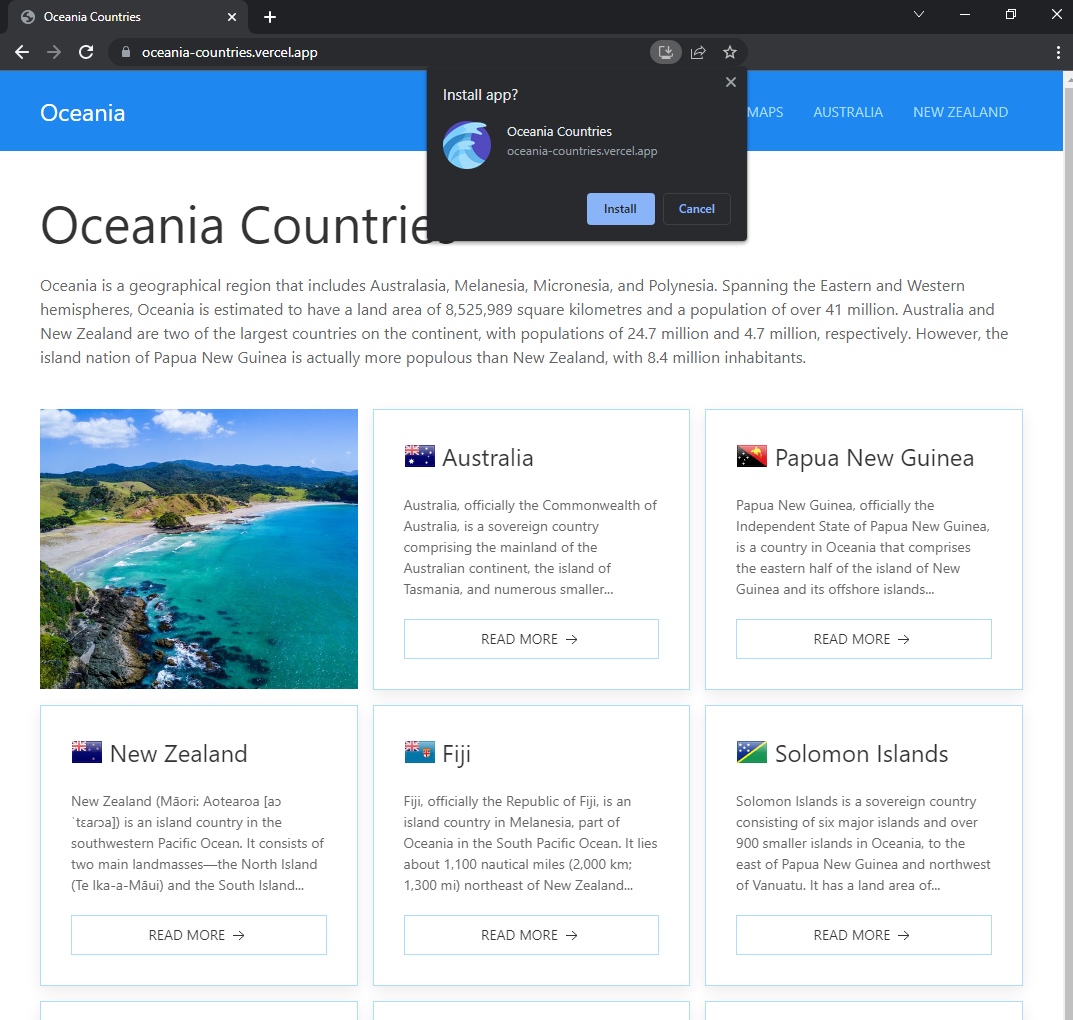 Oceania Countries
oceania-countries.vercel.app
Install app?
Oceania Countries
oceania-countries.vercel.app
Install
Cancel
Oceania
MAPS
AUSTRALIA
NEW ZEALAND
Oceania Countries
Oceania is a geographical region that includes Australasia, Melanesia, Micronesia, and Polynesia. Spanning the Eastern and Western
hemispheres, Oceania is estimated to have a land area of 8,525,989 square kilometres and a population of over 41 million. Australia and
New Zealand are two of the largest countries on the continent, with populations of 24.7 million and 4.7 million, respectively. However, the
island nation of Papua New Guinea is actually more populous than New Zealand, with 8.4 million inhabitants.
Australia
Australia, officially the Commonwealth of
Australia, is a sovereign country
comprising the mainland of the
Australian continent, the island of
Tasmania, and numerous smaller...
READ MORE →
Papua New Guinea
Papua New Guinea, officially the
Independent State of Papua New Guinea,
is a country in Oceania that comprises
the eastern half of the island of New
Guinea and its offshore islands...
READ MORE →
New Zealand
New Zealand (Māori: Aotearoa [aɔ
ˈtɛaɾɔa]) is an island country in the
southwestern Pacific Ocean. It consists of
two main landmasses—the North Island
(Te Ika-a-Māui) and the South Island...
READ MORE →
Fiji
Fiji, officially the Republic of Fiji, is an
island country in Melanesia, part of
Oceania in the South Pacific Ocean. It lies
about 1,100 nautical miles (2,000 km;
1,300 mi) northeast of New Zealand...
READ MORE →
Solomon Islands
Solomon Islands is a sovereign country
consisting of six major islands and over
900 smaller islands in Oceania, to the
east of Papua New Guinea and northwest
of Vanuatu. It has a land area of...
READ MORE →